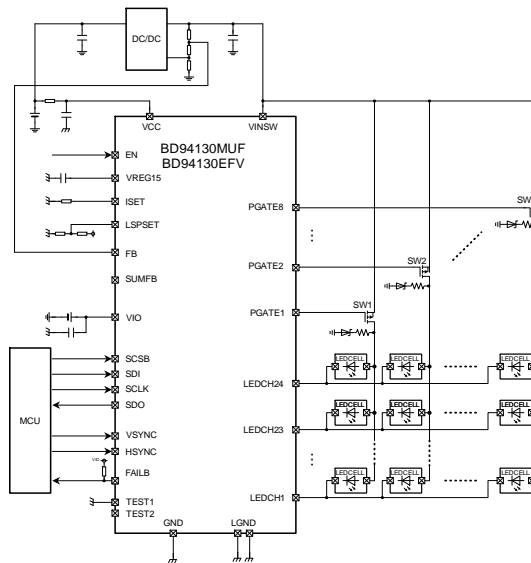 DC/DC
VCC
VINSW
BD94130MUF
BD94130EFV
EN
VREG15
ISET
LSPSET
FB
SUMFB
VIO
SCSB
SDI
SCLK
SDO
VSYNC
HSYNC
VIO
FAILB
TEST1
TEST2
MCU
GND
LGND
PGATE8
PGATE2
PGATE1
LEDCH24
LEDCH23
LEDCH1
SW
SW2
SW1
LEDCELL
LEDCELL
LEDCELL
LEDCELL
LEDCELL
LEDCELL
LEDCELL
LEDCELL
LEDCELL